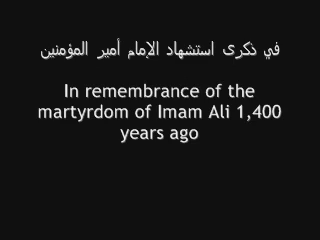 في ذكرى استشهاد الإمام أمير المؤمنين
In remembrance of the
martyrdom of Imam Ali 1,400
years ago